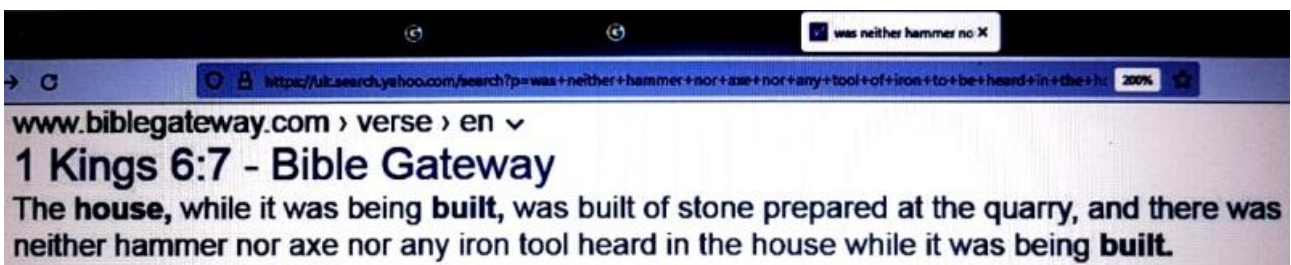 was neither hammer no
https://uk.search.yahoo.com/search?p=was+neither+hammer+nor+axe+nor+any+tool+of+iron+to+be+heard+in+the+ho
200%
www.biblegateway.com › verse › en
1 Kings 6:7 - Bible Gateway
The house, while it was being built, was built of stone prepared at the quarry, and there was
neither hammer nor axe nor any iron tool heard in the house while it was being built.